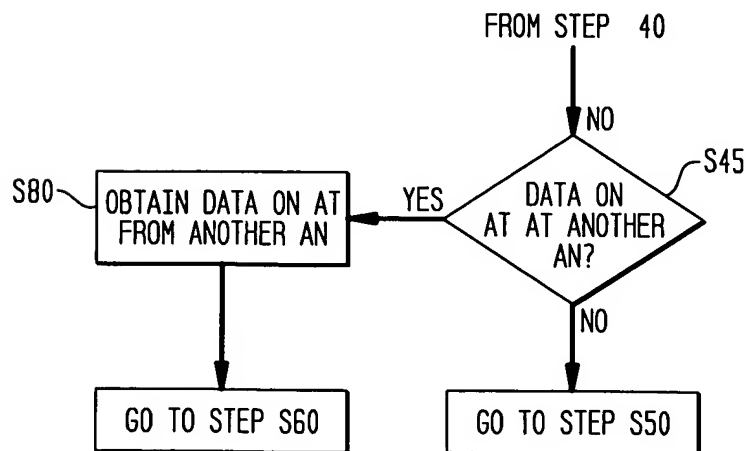 FROM STEP 40
NO
S45
DATA ON
AT AT ANOTHER
AN?
YES
S80
OBTAIN DATA ON AT
FROM ANOTHER AN
NO
GO TO STEP S60
GO TO STEP S50